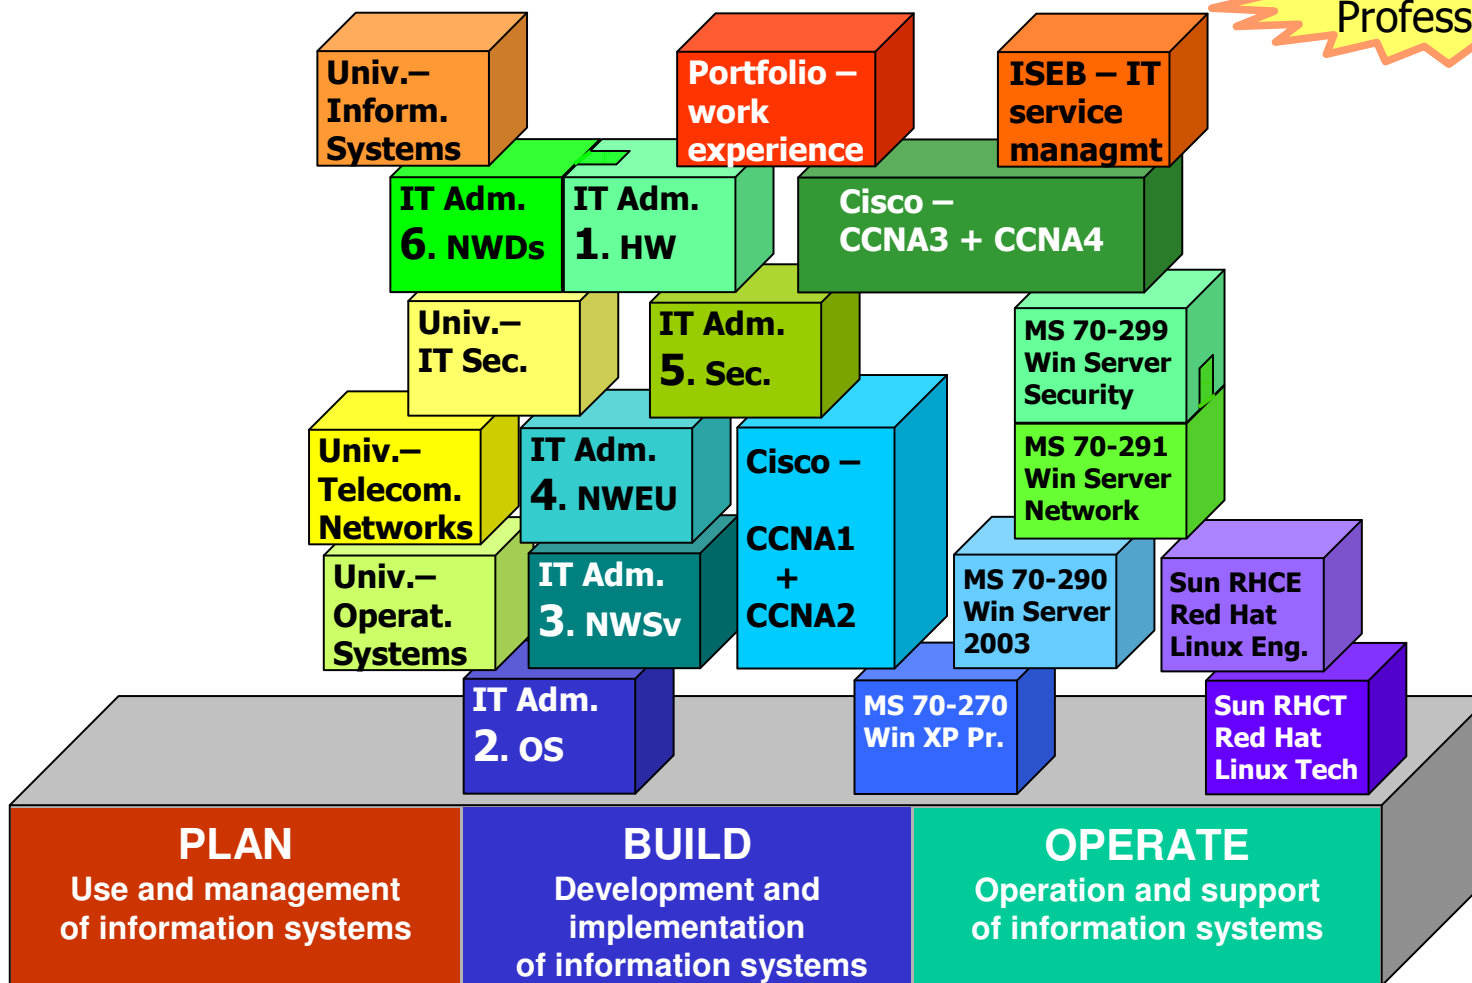 Profess
Univ.–
Inform.
Systems
Portfolio –
work
experience
ISEB – IT
service
managmt
IT Adm.
6. NWDs
IT Adm.
1. HW
Cisco –
CCNA3 + CCNA4
Univ.–
IT Sec.
IT Adm.
5. Sec.
MS 70-299
Win Server
Security
Univ.–
Telecom.
Networks
IT Adm.
4. NWEU
Cisco –
CCNA1
+
CCNA2
MS 70-291
Win Server
Network
Univ.–
Operat.
Systems
IT Adm.
3. NWSv
MS 70-290
Win Server
2003
Sun RHCE
Red Hat
Linux Eng.
IT Adm.
2. OS
MS 70-270
Win XP Pr.
Sun RHCT
Red Hat
Linux Tech
PLAN
Use and management
of information systems
BUILD
Development and
implementation
of information systems
OPERATE
Operation and support
of information systems